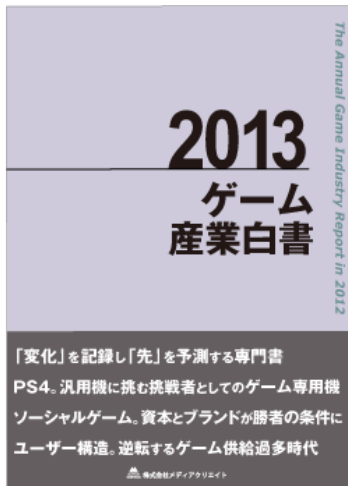 2013
ゲーム
産業白書
The Annual Game Industry Report in 2012
「変化」を記録し「先」を予測する専門書
PS4。汎用機に挑む挑戦者としてのゲーム専用機
ソーシャルゲーム。資本とブランドが勝者の条件に
ユーザー構造。逆転するゲーム供給過多時代
株式会社メディアクリエイト